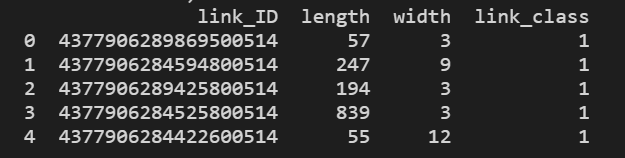 link_ID length width link_class
0 4377906289869500514 57 3 1
1 4377906284594800514 247 9 1
2 4377906289425800514 194 3 1
3 4377906284525800514 839 3 1
4 4377906284422600514 55 12 1